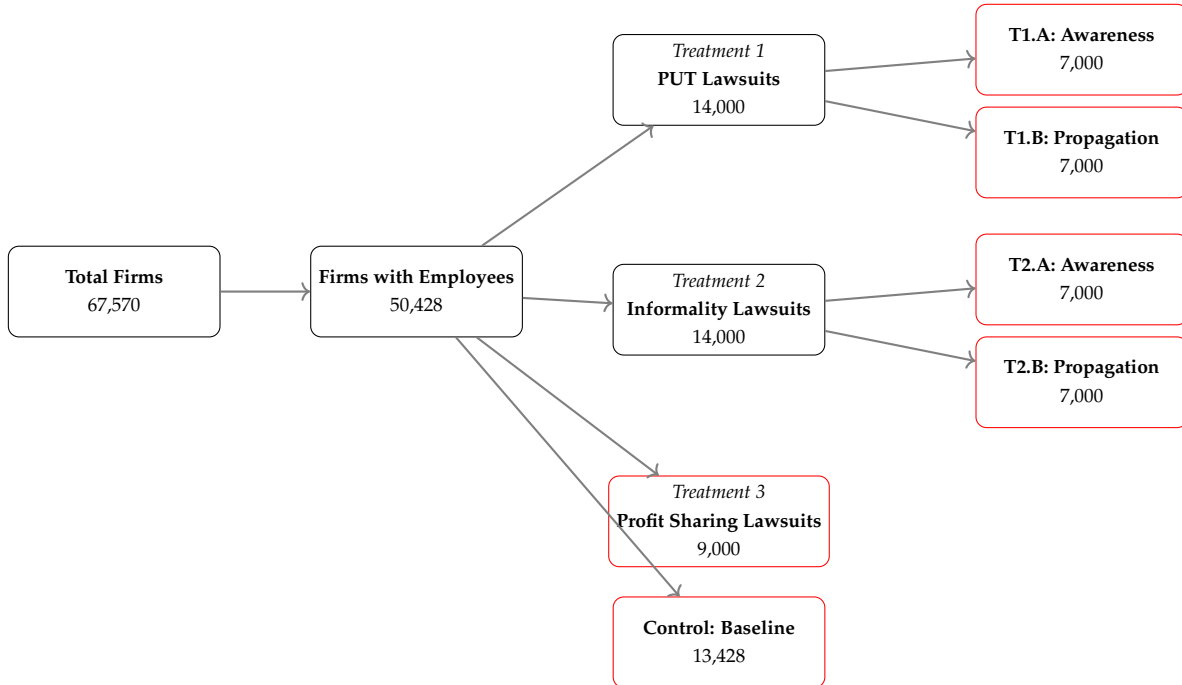 Total Firms
67,570
Firms with Employees
50,428
Treatment 1
PUT Lawsuits
14,000
T1.A: Awareness
7,000
T1.B: Propagation
7,000
Treatment 2
Informality Lawsuits
14,000
T2.A: Awareness
7,000
T2.B: Propagation
7,000
Treatment 3
Profit Sharing Lawsuits
9,000
Control: Baseline
13,428